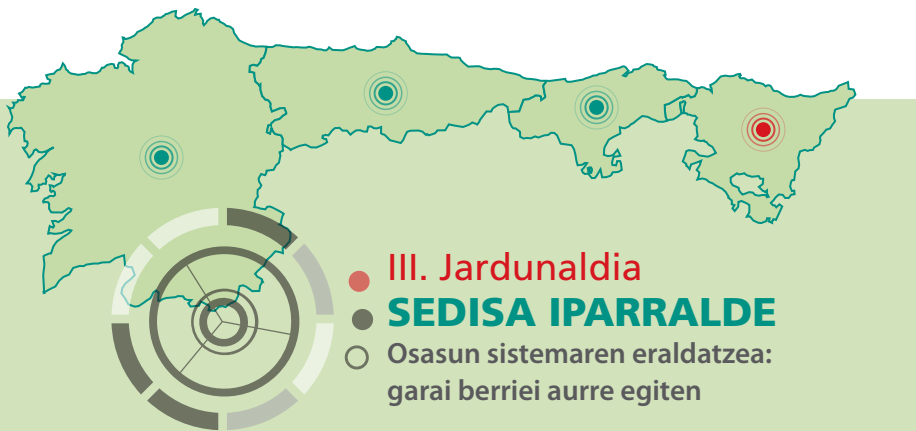 III. Jardunaldia
SEDISA IPARRALDE
Osasun sistemaren eraldatzea:
garai berriei aurre egiten